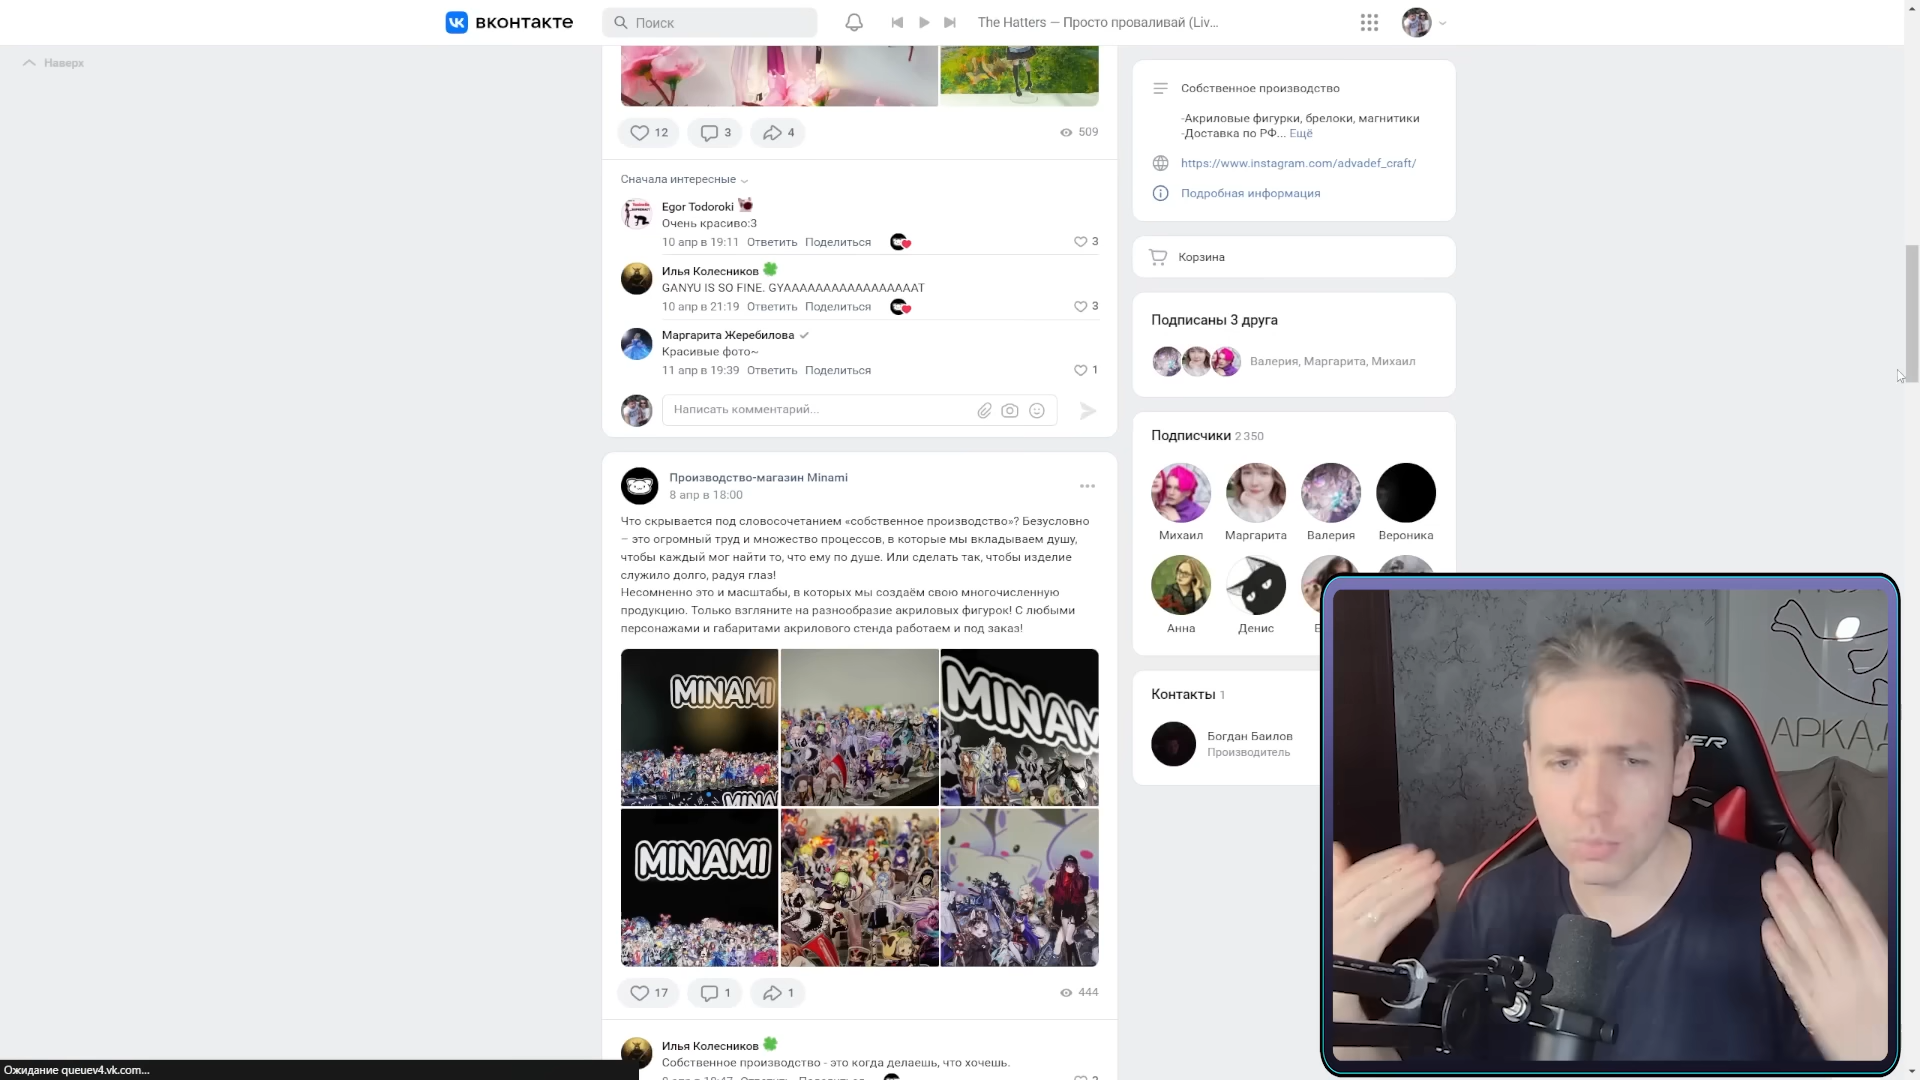 вконтакте
Поиск
The Hatters — Просто проваливай (Liv...
Наверх
12
3
4
509
Сначала интересные
Egor Todoroki
Очень красиво:3
10 апр в 19:11 Ответить Поделиться
3
Илья Колесников
GANYU IS SO FINE. GYAAAAAAAAAAAAAAAAAT
10 апр в 21:19 Ответить Поделиться
3
Маргарита Жеребилова
Красивые фото~
11 апр в 19:39 Ответить Поделиться
1
Написать комментарий...
Производство-магазин Minami
8 апр в 18:00
Что скрывается под словосочетанием «собственное производство»? Безусловно
– это огромный труд и множество процессов, в которые мы вкладываем душу,
чтобы каждый мог найти то, что ему по душе. Или сделать так, чтобы изделие
служило долго, радуя глаз!
Несомненно это и масштабы, в которых мы создаём свою многочисленную
продукцию. Только взгляните на разнообразие акриловых фигурок! С любыми
персонажами и габаритами акрилового стенда работаем и под заказ!
MINAMI
MINAM
MINAMI
17
1
1
444
Илья Колесников
Собственное производство - это когда делаешь, что хочешь.
Собственное производство
-Акриловые фигурки, брелоки, магнитики
-Доставка по РФ... Ещё
https://www.instagram.com/advadef_craft/
Подробная информация
Корзина
Подписаны 3 друга
Валерия, Маргарита, Михаил
Подписчики 2 350
Михаил
Маргарита
Валерия
Вероника
Анна
Денис
Контакты 1
Богдан Баилов
Производитель
АРКА
Ожидание queuev4.vk.com...